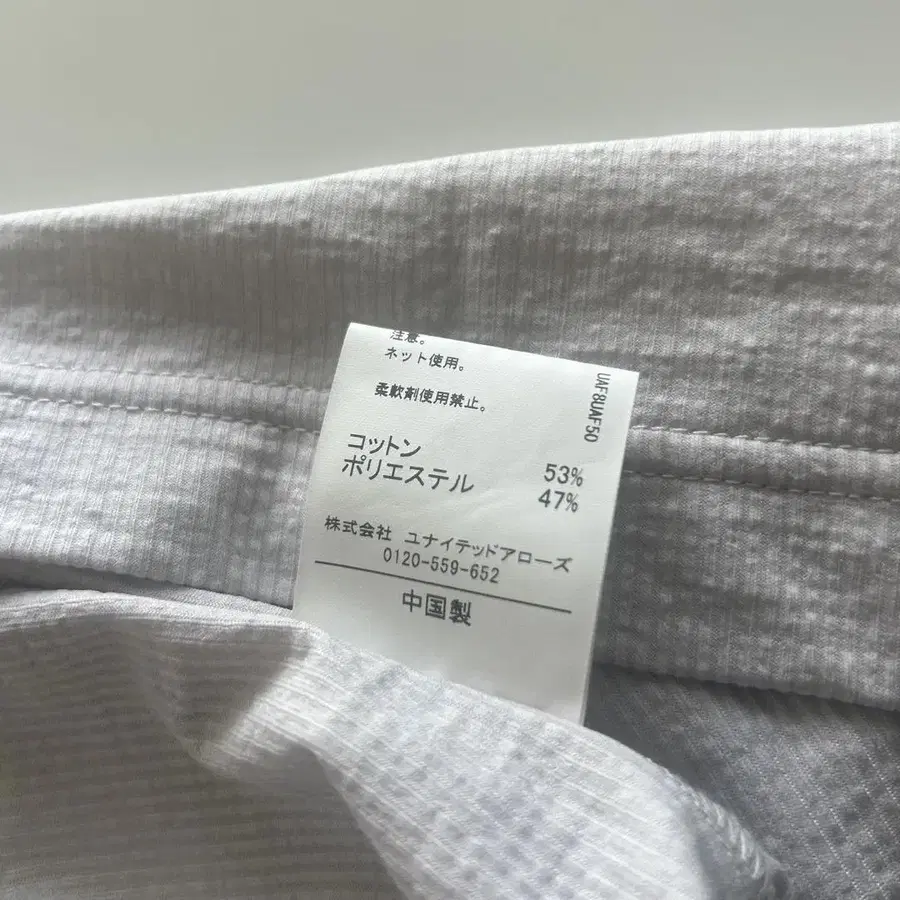 注意。
ネット使用。
柔軟剤使用禁止。
コットン 53%
ポリエステル 47%
株式会社 ユナイテッドアローズ
0120-559-652
中国製
UAF8UAF50